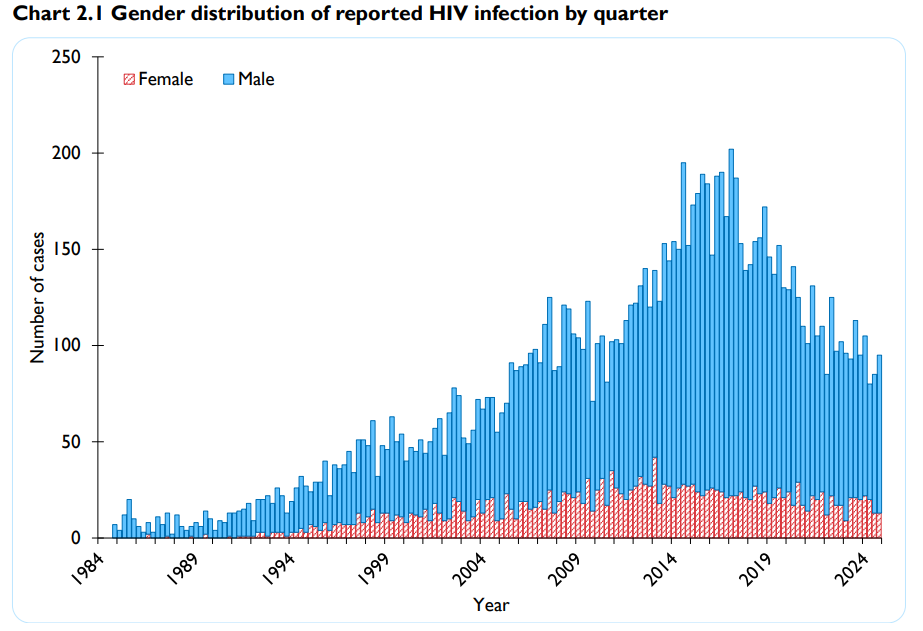 Chart 2.1 Gender distribution of reported HIV infection by quarter
250
Female Male
200
150
100
50
0
Number of cases
1984 1989 1994 1999 2004 2009 2014 2019 2024
Year